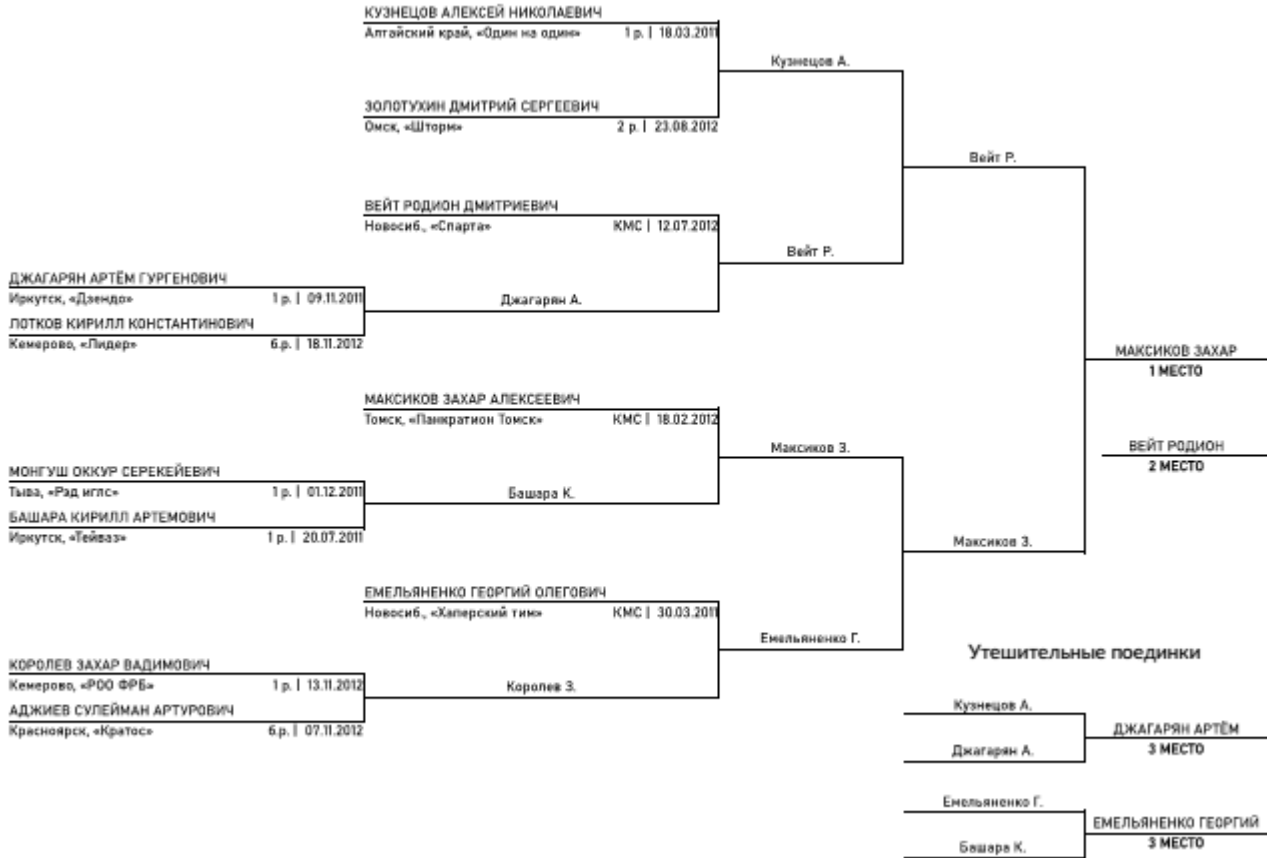 КУЗНЕЦОВ АЛЕКСЕЙ НИКОЛАЕВИЧ
Алтайский край, «Один на один» 1 р. | 18.03.2011
Кузнецов А.
ЗОЛОТУХИН ДМИТРИЙ СЕРГЕЕВИЧ
Омск, «Шторм» 2 р. | 23.08.2012
Вейт Р.
ВЕЙТ РОДИОН ДМИТРИЕВИЧ
Новосиб., «Спарта» КМС | 12.07.2012
Вейт Р.
ДЖАГАРЯН АРТЁМ ГУРГЕНОВИЧ
Иркутск, «Дзендо» 1 р. | 09.11.2011
Джагарян А.
ЛОТКОВ КИРИЛЛ КОНСТАНТИНОВИЧ
Кемерово, «Лидер» б.р. | 18.11.2012
МАКСИКОВ ЗАХАР
1 МЕСТО
МАКСИКОВ ЗАХАР АЛЕКСЕЕВИЧ
Томск, «Панкратион Томск» КМС | 18.02.2012
Максиков З.
ВЕЙТ РОДИОН
2 МЕСТО
МОНГУШ ОККУР СЕРЕКЕЙЕВИЧ
Тыва, «Рэд иглс» 1 р. | 01.12.2011
Башара К.
БАШАРА КИРИЛЛ АРТЕМОВИЧ
Иркутск, «Тейваз» 1 р. | 20.07.2011
Максиков З.
ЕМЕЛЬЯНЕНКО ГЕОРГИЙ ОЛЕГОВИЧ
Новосиб., «Хаперский тим» КМС | 30.03.2011
Емельяненко Г.
Утешительные поединки
КОРОЛЕВ ЗАХАР ВАДИМОВИЧ
Кемерово, «РОО ФРБ» 1 р. | 13.11.2012
Королев З.
АДЖИЕВ СУЛЕЙМАН АРТУРОВИЧ
Красноярск, «Кратос» б.р. | 07.11.2012
Кузнецов А.
ДЖАГАРЯН АРТЁМ
3 МЕСТО
Джагарян А.
Емельяненко Г.
ЕМЕЛЬЯНЕНКО ГЕОРГИЙ
3 МЕСТО
Башара К.